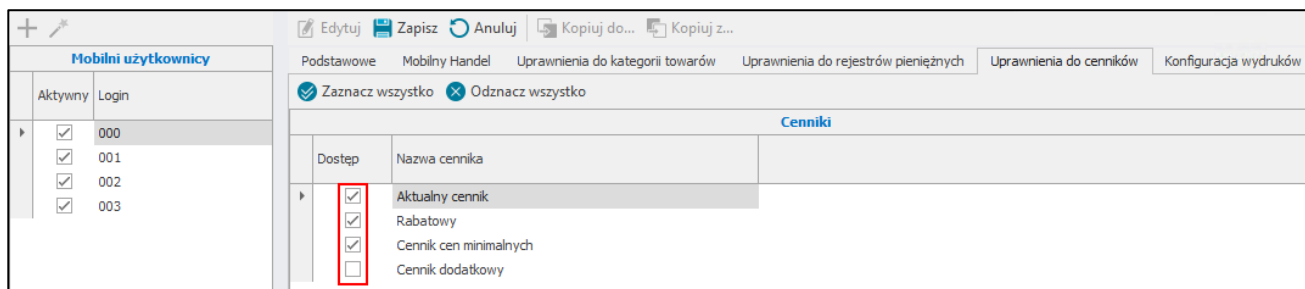 Edytuj Zapisz Anuluj Kopiuj do... Kopiuj z...
Mobilni użytkownicy
Podstawowe Mobilny Handel Uprawnienia do kategorii towarów Uprawnienia do rejestrów pieniężnych Uprawnienia do cenników Konfiguracja wydruków
Aktywny Login
Zaznacz wszystko Odznacz wszystko
Cenniki
000
001
002
003
Dostęp Nazwa cennika
Aktualny cennik
Rabatowy
Cennik cen minimalnych
Cennik dodatkowy